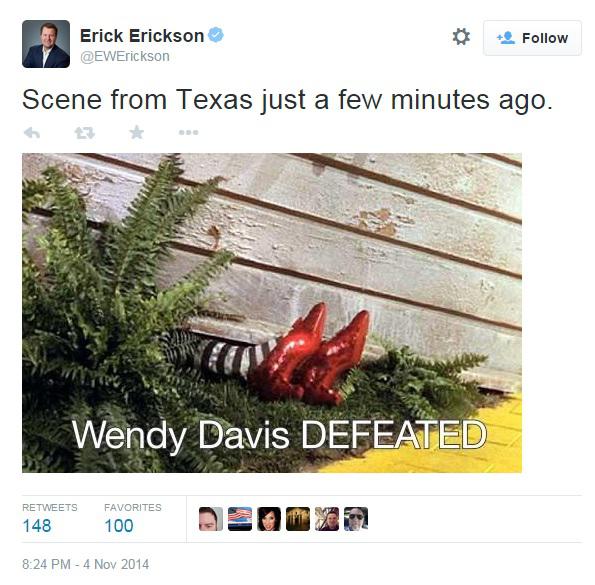 Erick Erickson
@EWErickson
Follow
Scene from Texas just a few minutes ago.
Wendy Davis DEFEATED
RETWEETS
148
FAVORITES
100
8:24 PM - 4 Nov 2014